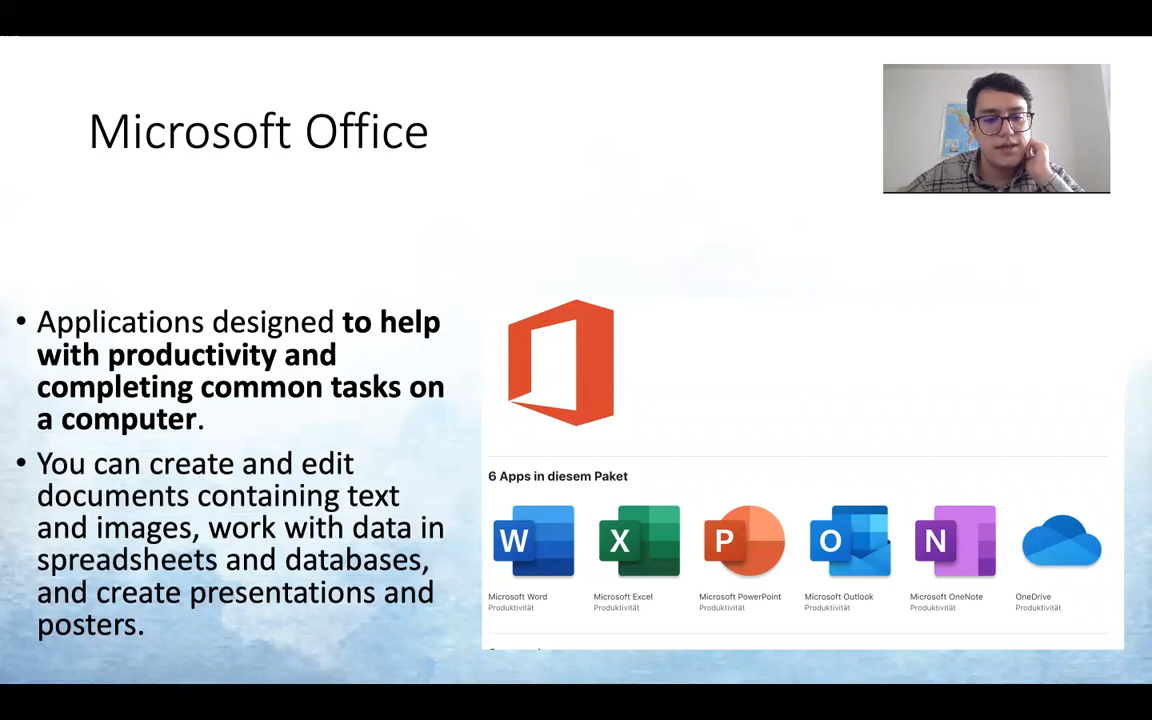 Microsoft Office
• Applications designed to help
with productivity and
completing common tasks on
a computer.
• You can create and edit
documents containing text
and images, work with data in
spreadsheets and databases,
and create presentations and
posters.
6 Apps in diesem Paket
W X P O N
Microsoft Word Microsoft Excel Microsoft PowerPoint Microsoft Outlook Microsoft OneNote OneDrive
Produktivität Produktivität Produktivität Produktivität Produktivität Produktivität